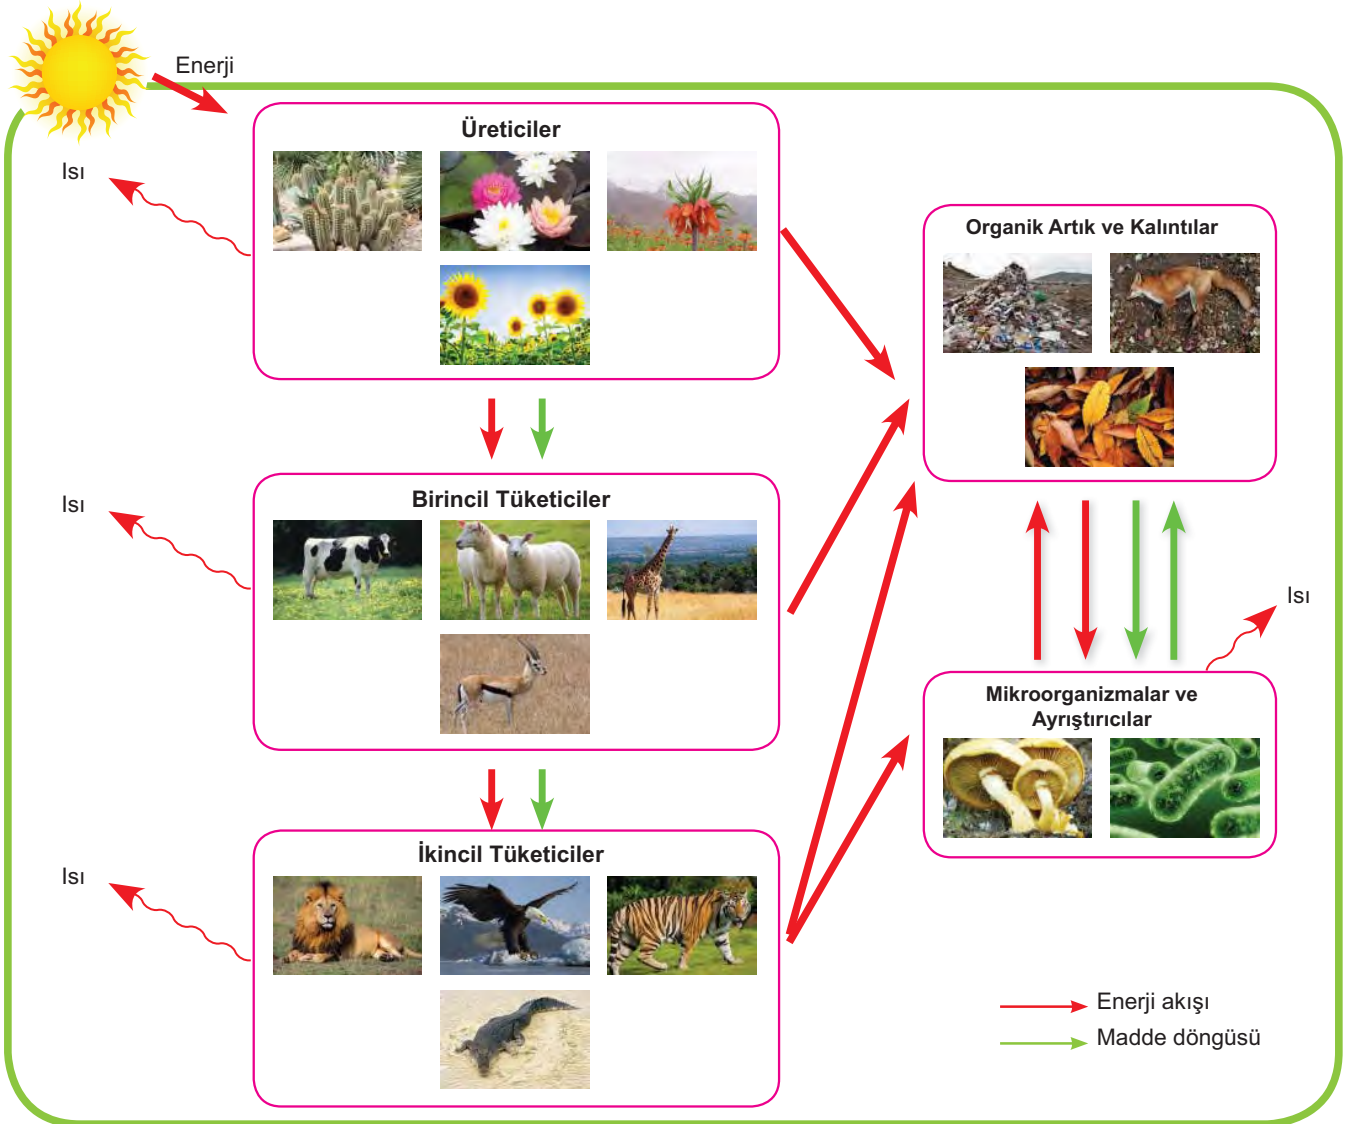 Enerji
Üreticiler
Isı
Organik Artık ve Kalıntılar
Birincil Tüketiciler
Isı
Isı
Mikroorganizmalar ve
Ayrıştırıcılar
İkincil Tüketiciler
Isı
Enerji akışı
Madde döngüsü